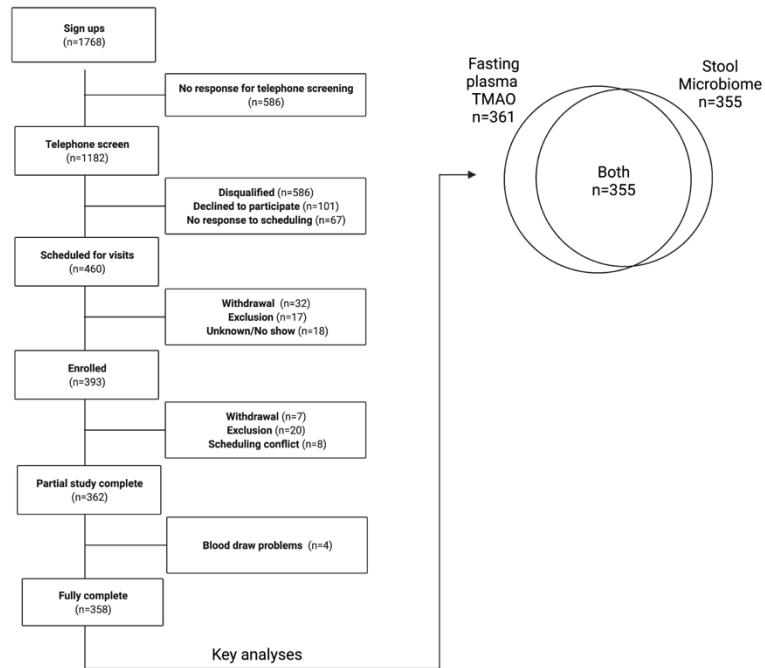 Sign ups
(n=1768)
No response for telephone screening
(n=586)
Telephone screen
(n=1182)
Disqualified (n=586)
Declined to participate (n=101)
No response to scheduling (n=67)
Scheduled for visits
(n=460)
Withdrawal (n=32)
Exclusion (n=17)
Unknown/No show (n=18)
Enrolled
(n=393)
Withdrawal (n=7)
Exclusion (n=20)
Scheduling conflict (n=8)
Partial study complete
(n=362)
Blood draw problems (n=4)
Fully complete
(n=358)
Key analyses
Fasting
plasma
TMAO
n=361
Stool
Microbiome
n=355
Both
n=355